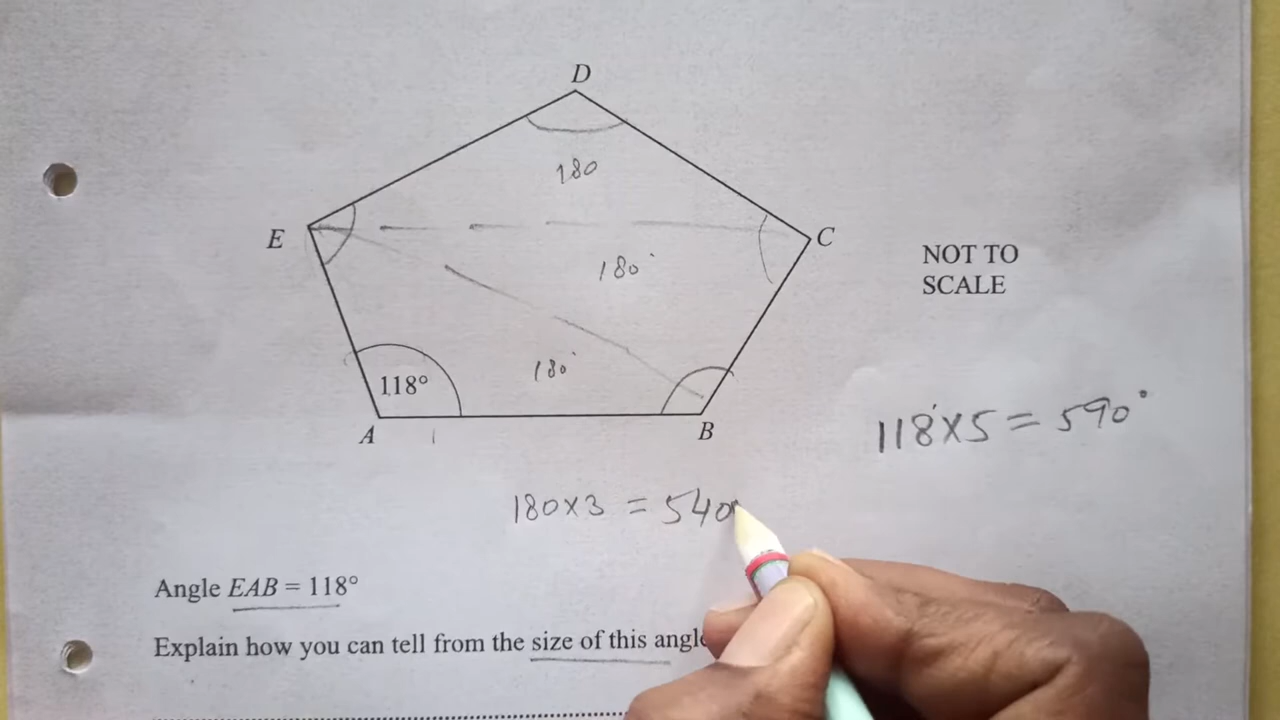 D
180
E
C
180°
NOT TO
SCALE
180°
118°
A
B
118×5 = 590°
180×3 = 540
Angle EAB = 118°
Explain how you can tell from the size of this